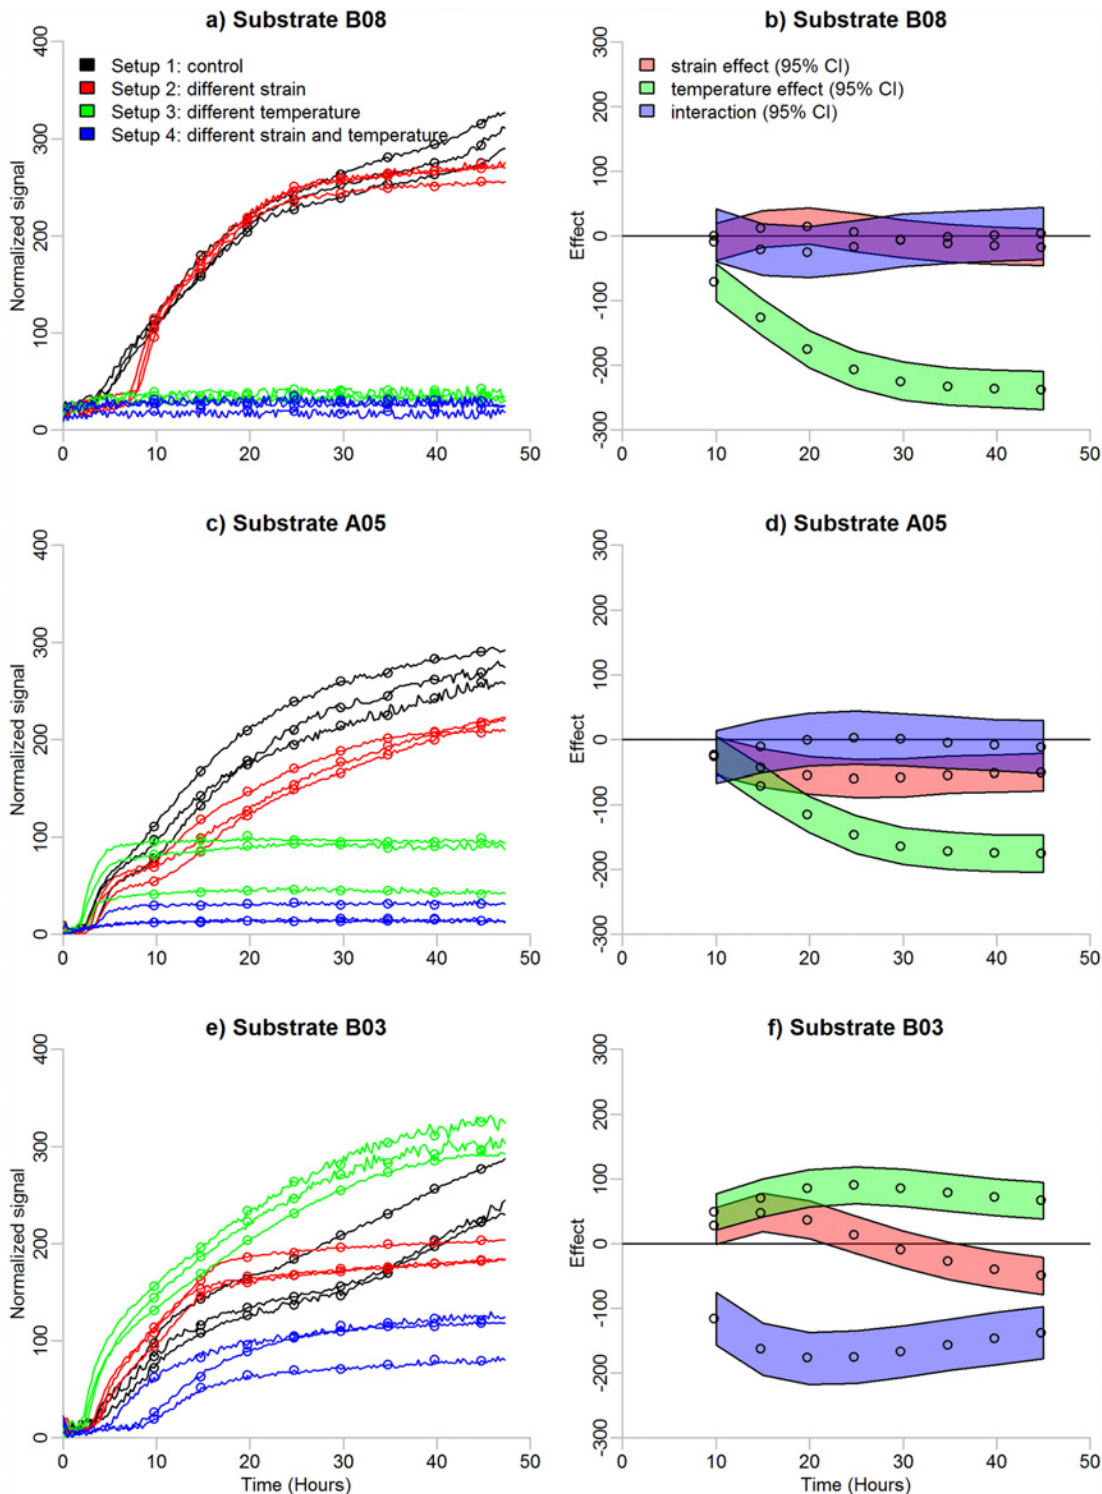 a) Substrate B08
b) Substrate B08
400
300
200
100
0
Normalized signal
Setup 1: control
Setup 2: different strain
Setup 3: different temperature
Setup 4: different strain and temperature
0 10 20 30 40 50
300
200
100
0
-100
-200
-300
Effect
strain effect (95% CI)
temperature effect (95% CI)
interaction (95% CI)
0 10 20 30 40 50
c) Substrate A05
d) Substrate A05
400
300
200
100
0
Normalized signal
0 10 20 30 40 50
300
200
100
0
-100
-200
-300
Effect
0 10 20 30 40 50
e) Substrate B03
f) Substrate B03
400
300
200
100
0
Normalized signal
0 10 20 30 40 50
Time (Hours)
300
200
100
0
-100
-200
-300
Effect
0 10 20 30 40 50
Time (Hours)